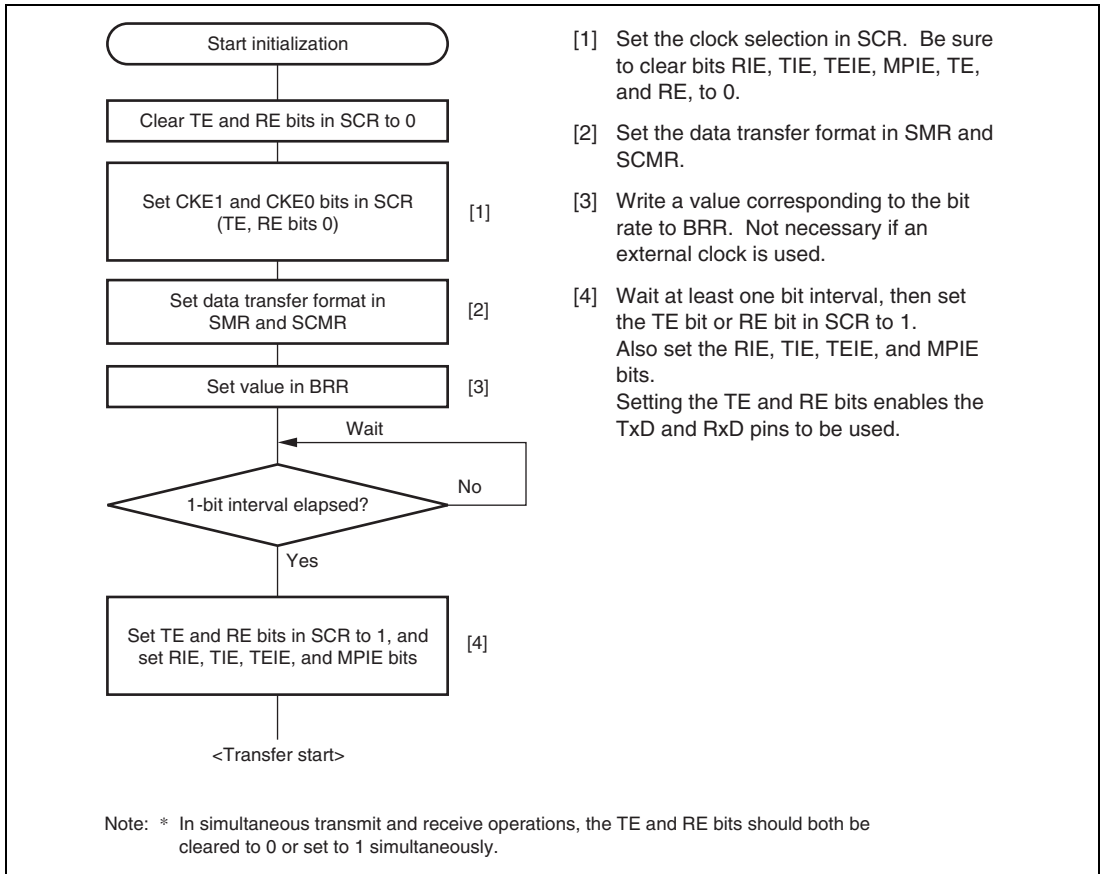 Start initialization
Clear TE and RE bits in SCR to 0
Set CKE1 and CKE0 bits in SCR
(TE, RE bits 0)
[1]
Set data transfer format in
SMR and SCMR
[2]
Set value in BRR
[3]
Wait
1-bit interval elapsed?
No
Yes
Set TE and RE bits in SCR to 1, and
set RIE, TIE, TEIE, and MPIE bits
[4]
<Transfer start>
[1] Set the clock selection in SCR. Be sure
to clear bits RIE, TIE, TEIE, MPIE, TE,
and RE, to 0.
[2] Set the data transfer format in SMR and
SCMR.
[3] Write a value corresponding to the bit
rate to BRR. Not necessary if an
external clock is used.
[4] Wait at least one bit interval, then set
the TE bit or RE bit in SCR to 1.
Also set the RIE, TIE, TEIE, and MPIE
bits.
Setting the TE and RE bits enables the
TxD and RxD pins to be used.
Note: * In simultaneous transmit and receive operations, the TE and RE bits should both be
cleared to 0 or set to 1 simultaneously.